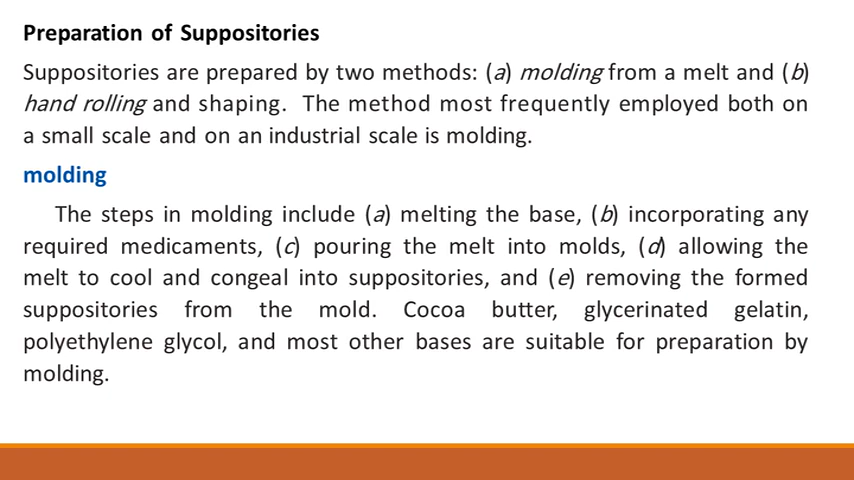 Preparation of Suppositories
Suppositories are prepared by two methods: (a) molding from a melt and (b)
hand rolling and shaping. The method most frequently employed both on
a small scale and on an industrial scale is molding.
molding
The steps in molding include (a) melting the base, (b) incorporating any
required medicaments, (c) pouring the melt into molds, (d) allowing the
melt to cool and congeal into suppositories, and (e) removing the formed
suppositories from the mold. Cocoa butter, glycerinated gelatin,
polyethylene glycol, and most other bases are suitable for preparation by
molding.